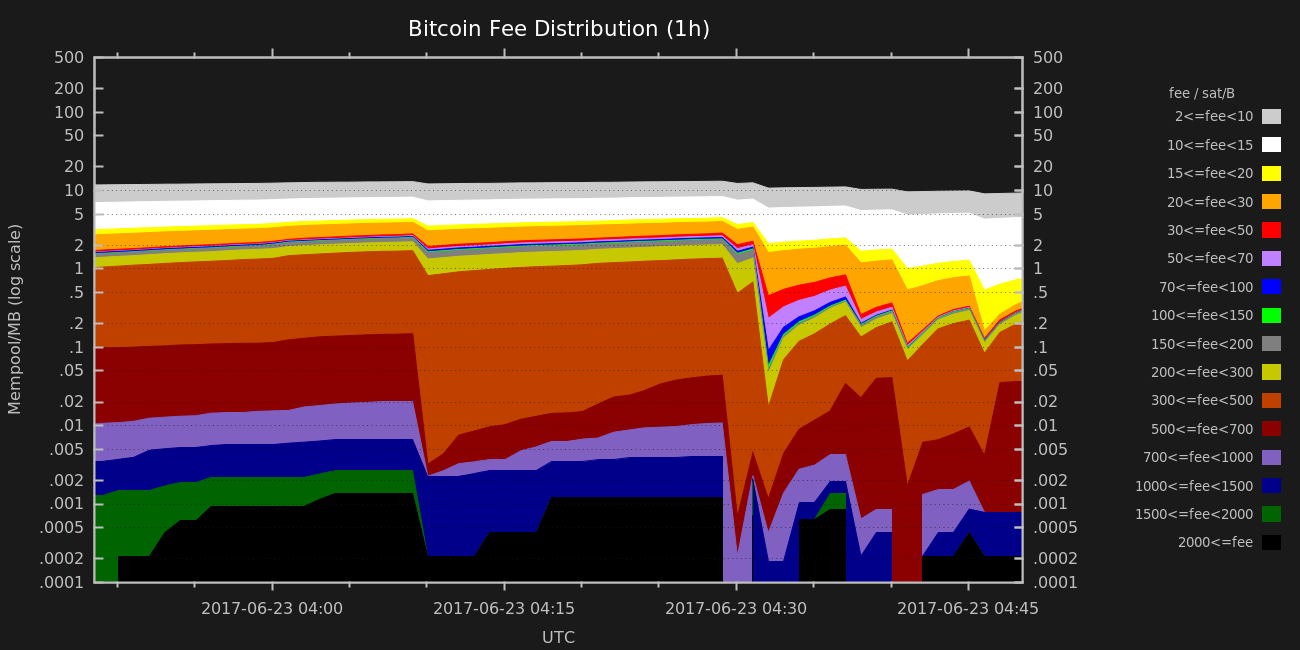 Bitcoin Fee Distribution (1h)
500 500
200 200
100 100
50 50
20 20
10 10
5 5
2 2
1 1
.5 .5
.2 .2
.1 .1
.05 .05
.02 .02
.01 .01
.005 .005
.002 .002
.001 .001
.0005 .0005
.0002 .0002
.0001 .0001
Mempool/MB (log scale)
2017-06-23 04:00 2017-06-23 04:15 2017-06-23 04:30 2017-06-23 04:45
UTC
fee / sat/B
2<=fee<10
10<=fee<15
15<=fee<20
20<=fee<30
30<=fee<50
50<=fee<70
70<=fee<100
100<=fee<150
150<=fee<200
200<=fee<300
300<=fee<500
500<=fee<700
700<=fee<1000
1000<=fee<1500
1500<=fee<2000
2000<=fee